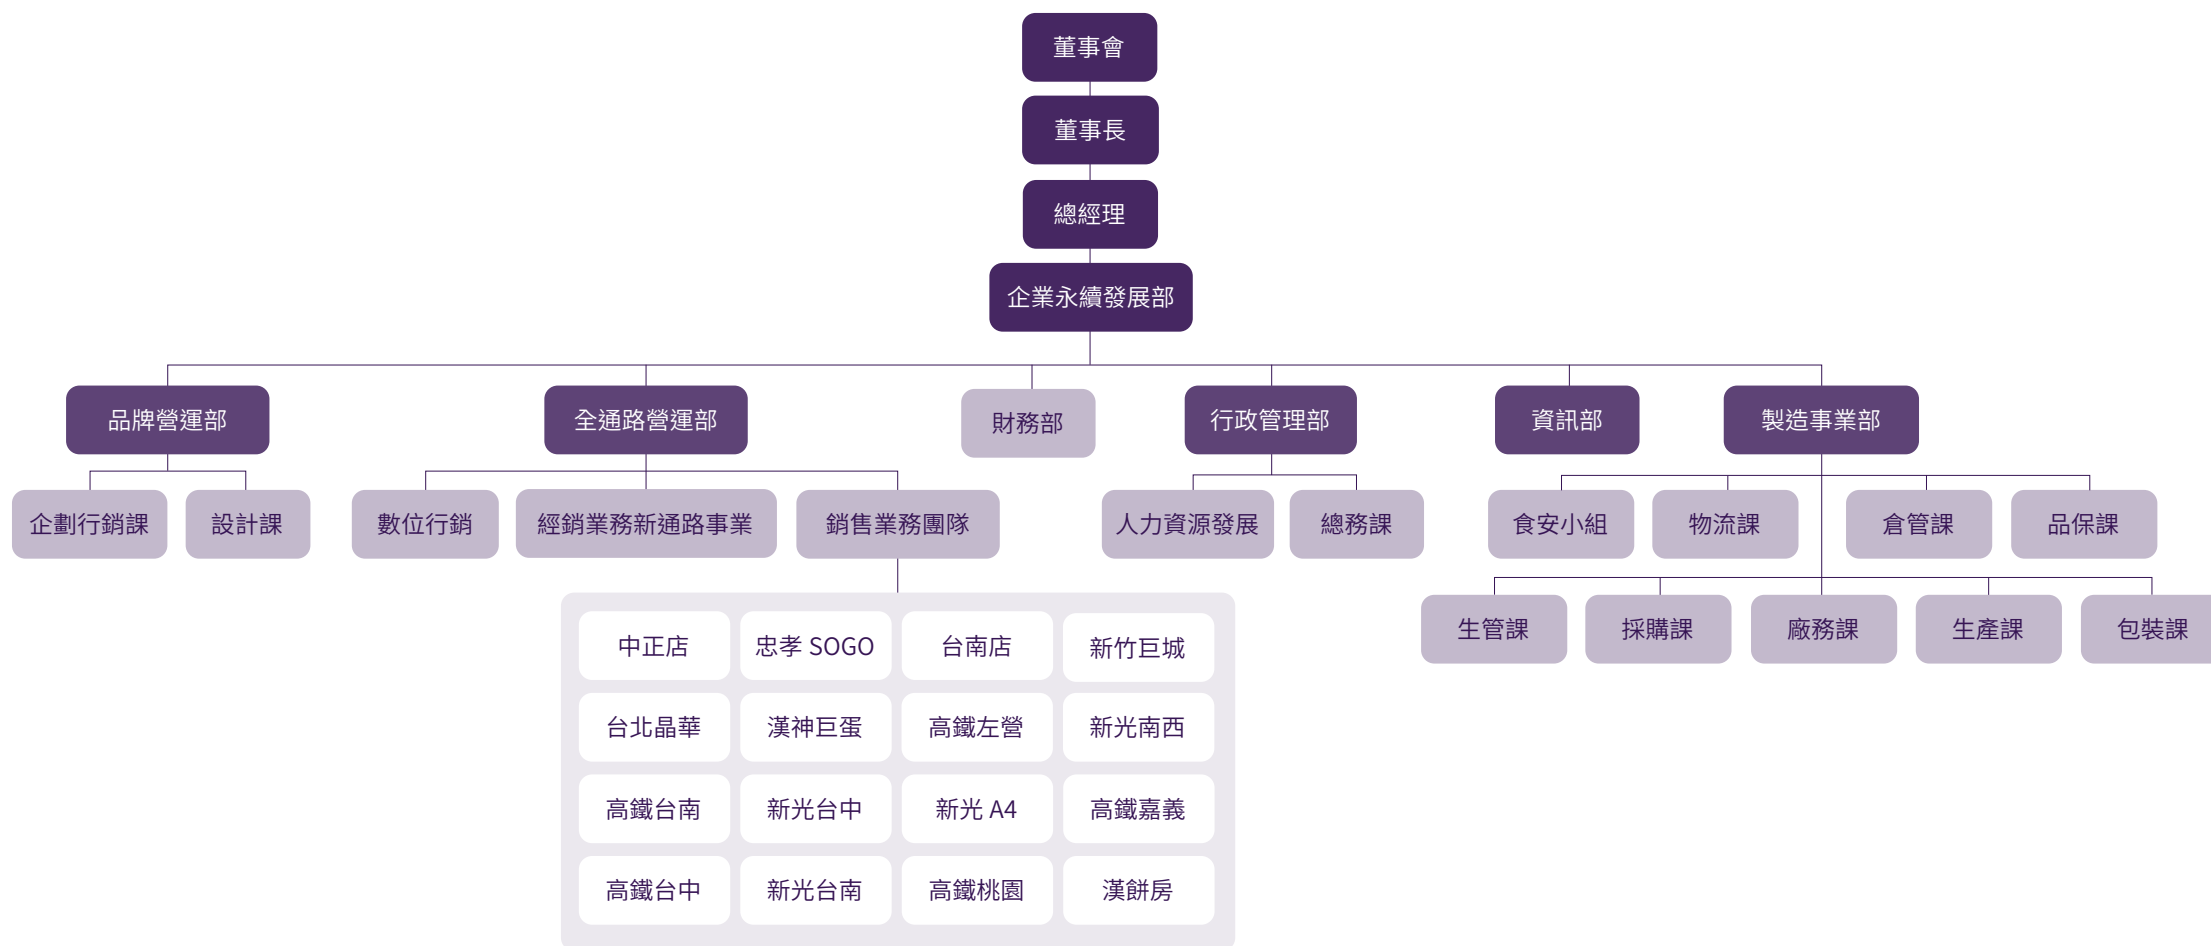 董事會
董事長
總經理
企業永續發展部
品牌營運部
全通路營運部
財務部
行政管理部
資訊部
製造事業部
企劃行銷課
設計課
數位行銷
經銷業務新通路事業
銷售業務團隊
人力資源發展
總務課
食安小組
物流課
倉管課
品保課
生管課
採購課
廠務課
生產課
包裝課
中正店
忠孝 SOGO
台南店
新竹巨城
台北晶華
漢神巨蛋
高鐵左營
新光南西
高鐵台南
新光台中
新光 A4
高鐵嘉義
高鐵台中
新光台南
高鐵桃園
漢餅房